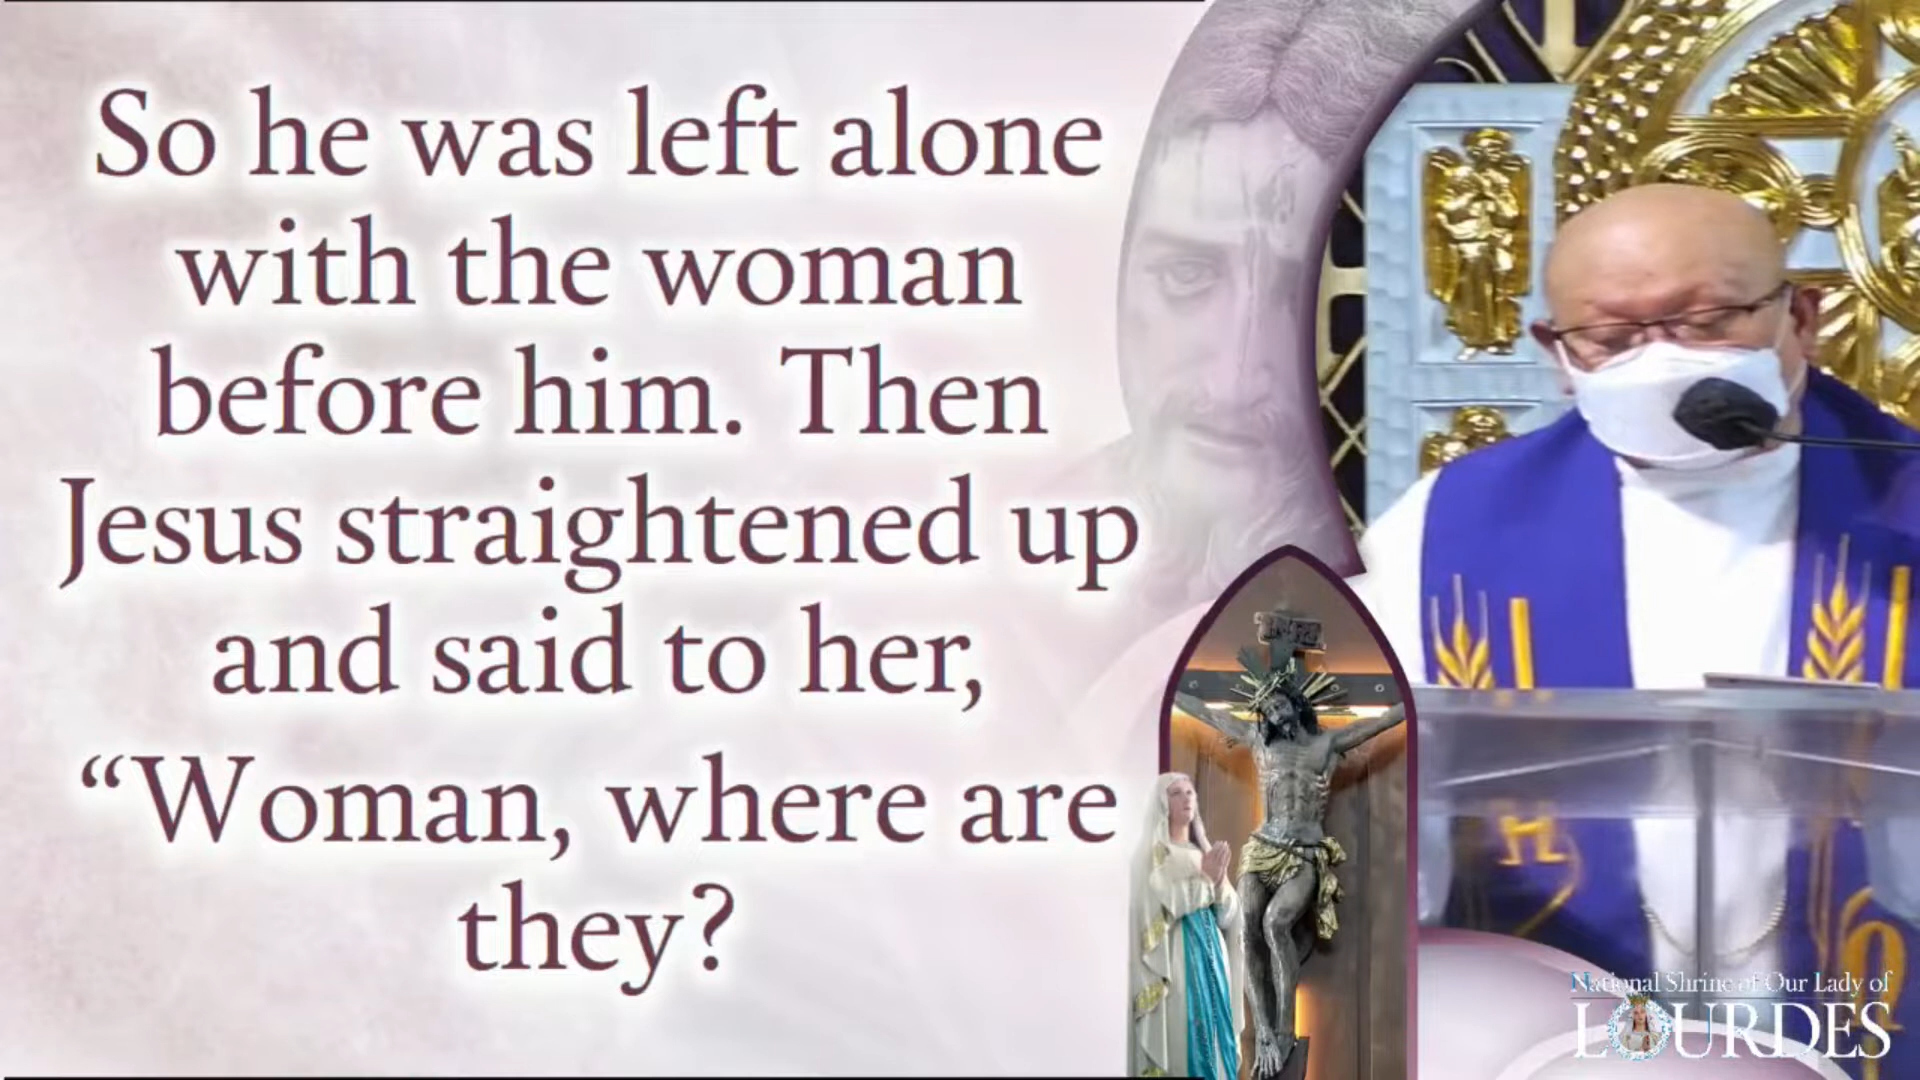 So he was left alone
with the woman
before him. Then
Jesus straightened up
and said to her,
“Woman, where are
they?
National Shrine of Our Lady of
LOURDES